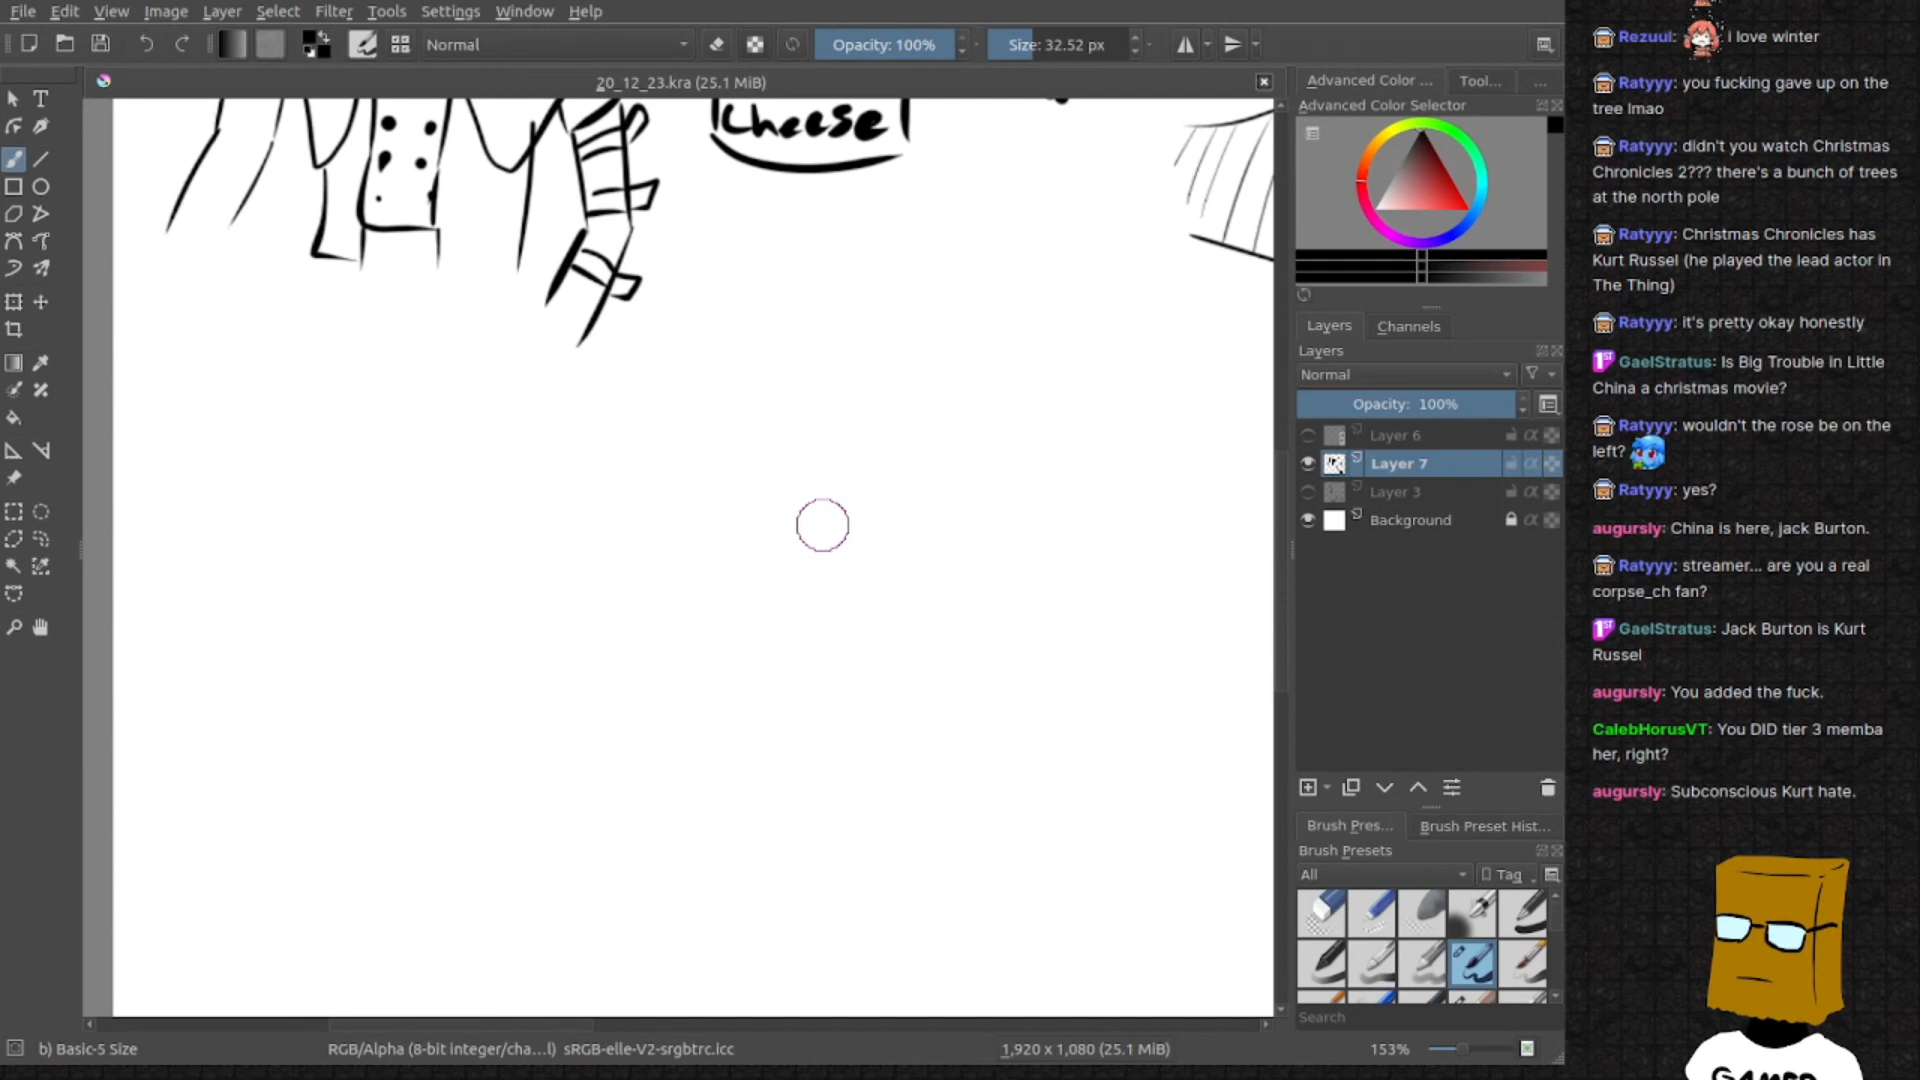 File Edit View Image Layer Select Filter Tools Settings Window Help
Normal
Opacity: 100%
Size: 32.52 px
20_12_23.kra (25.1 MiB)
Cheese
Advanced Color ... Tool... ...
Advanced Color Selector
Layers Channels
Layers
Normal
Opacity: 100%
Layer 6
Layer 7
Layer 3
Background
Brush Pres... Brush Preset Hist...
Brush Presets
All
Tag
Search
b) Basic-5 Size
RGB/Alpha (8-bit integer/cha...l) sRGB-elle-V2-srgbtrc.icc
1,920 x 1,080 (25.1 MiB)
153%
Rezuul: i love winter
Ratyyy: you fucking gave up on the
tree lmao
Ratyyy: didn't you watch Christmas
Chronicles 2??? there's a bunch of trees
at the north pole
Ratyyy: Christmas Chronicles has
Kurt Russel (he played the lead actor in
The Thing)
Ratyyy: it's pretty okay honestly
1ST GaelStratus: Is Big Trouble in Little
China a christmas movie?
Ratyyy: wouldn't the rose be on the
left?
Ratyyy: yes?
augursly: China is here, jack Burton.
Ratyyy: streamer... are you a real
corpse_ch fan?
1ST GaelStratus: Jack Burton is Kurt
Russel
augursly: You added the fuck.
CalebHorusVT: You DID tier 3 memba
her, right?
augursly: Subconscious Kurt hate.
GAMER